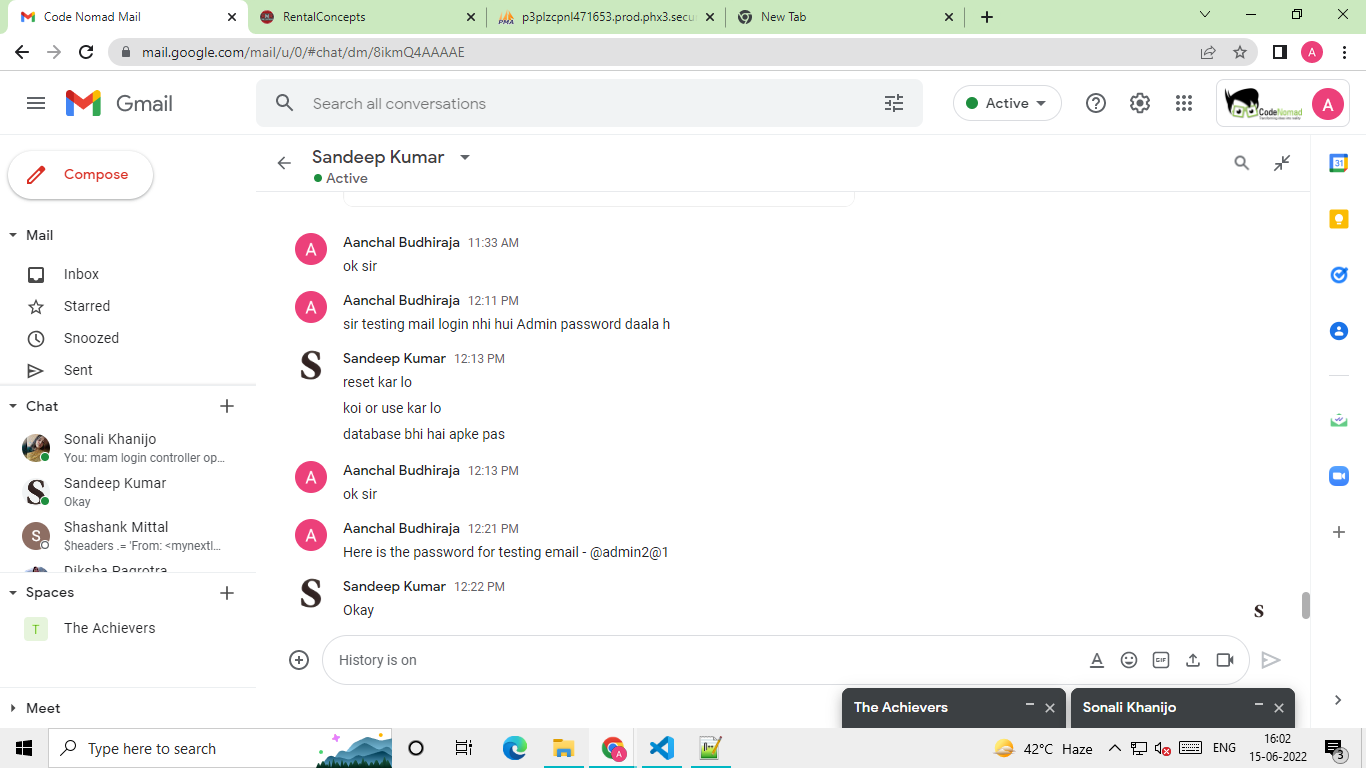 Code Nomad Mail
RentalConcepts
p3plzcpnl471653.prod.phx3.secu
New Tab
mail.google.com/mail/u/0/#chat/dm/8ikmQ4AAAAE
A
Gmail
Search all conversations
Active
CodeNomad
A
Compose
Mail
Inbox
Starred
Snoozed
Sent
Chat
Sonali Khanijo
You: mam login controller op...
Sandeep Kumar
Okay
S
Shashank Mittal
$headers .= 'From: <mynextl...
Diksha Pagrotra
Spaces
T
The Achievers
Meet
Sandeep Kumar
Active
A
Aanchal Budhiraja 11:33 AM
ok sir
A
Aanchal Budhiraja 12:11 PM
sir testing mail login nhi hui Admin password daala h
S
Sandeep Kumar 12:13 PM
reset kar lo
koi or use kar lo
database bhi hai apke pas
A
Aanchal Budhiraja 12:13 PM
ok sir
A
Aanchal Budhiraja 12:21 PM
Here is the password for testing email - @admin2@1
S
Sandeep Kumar 12:22 PM
Okay
S
History is on
GIF
The Achievers
Sonali Khanijo
31
Type here to search
42°C Haze
ENG
16:02
15-06-2022
3